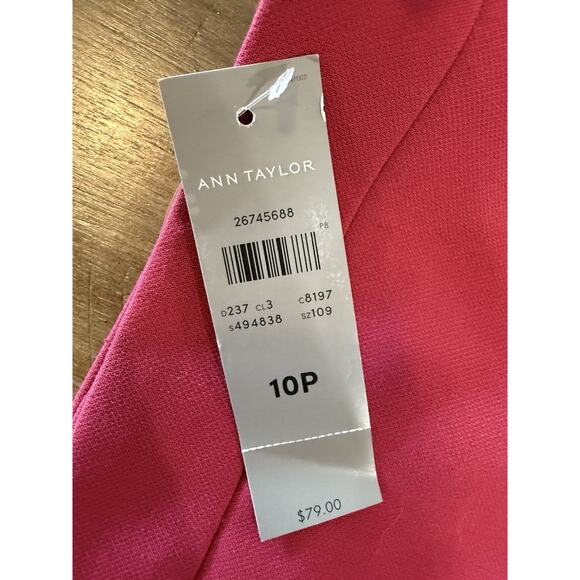 ANN TAYLOR
26745688
P8
D237 CL3 C8197
S494838 SZ109
10P
$79.00